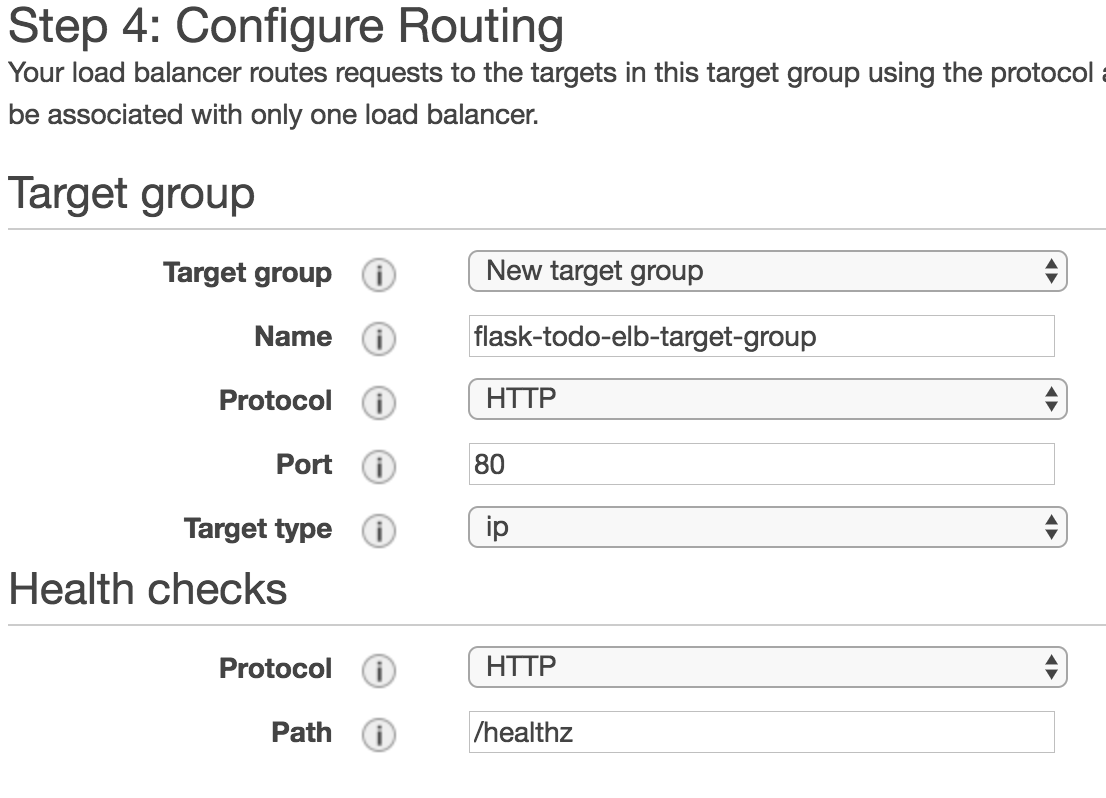 Step 4: Configure Routing
Your load balancer routes requests to the targets in this target group using the protocol
be associated with only one load balancer.
Target group
Target group i New target group
Name i flask-todo-elb-target-group
Protocol i HTTP
Port i 80
Target type i ip
Health checks
Protocol i HTTP
Path i /healthz